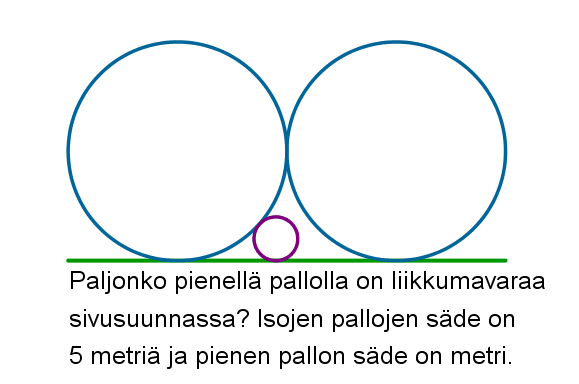 Paljonko pienellä pallolla on liikkumavaraa
sivusuunnassa? Isojen pallojen säde on
5 metriä ja pienen pallon säde on metri.